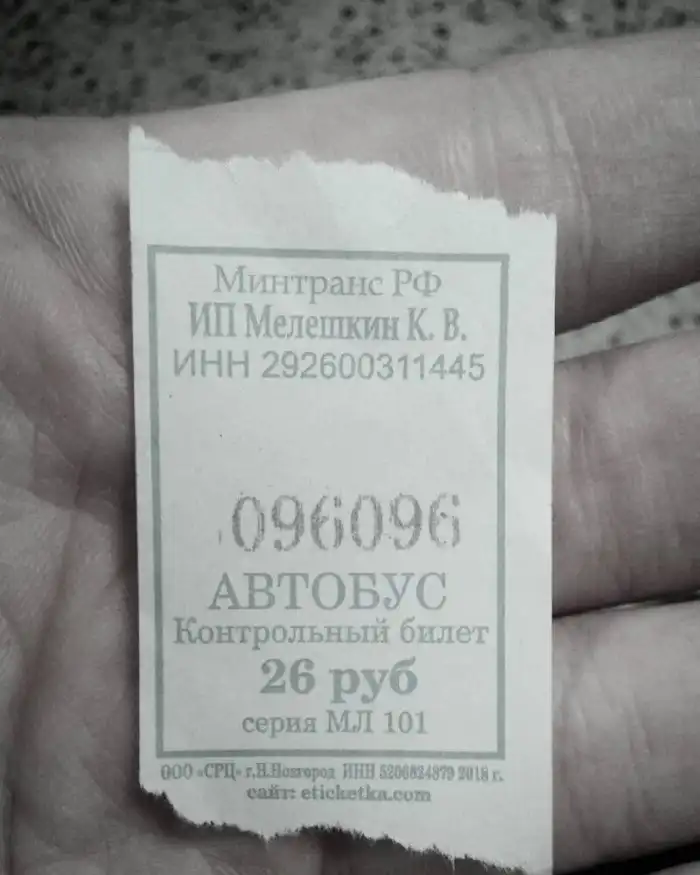 Минтранс РФ
ИП Мелешкин К. В.
ИНН 292600311445
096096
АВТОБУС
Контрольный билет
26 руб
серия МЛ 101
ООО «СРЦ» г.Н.Новгород ИНН 5206824879 2018 г.
сайт: eticketka.com